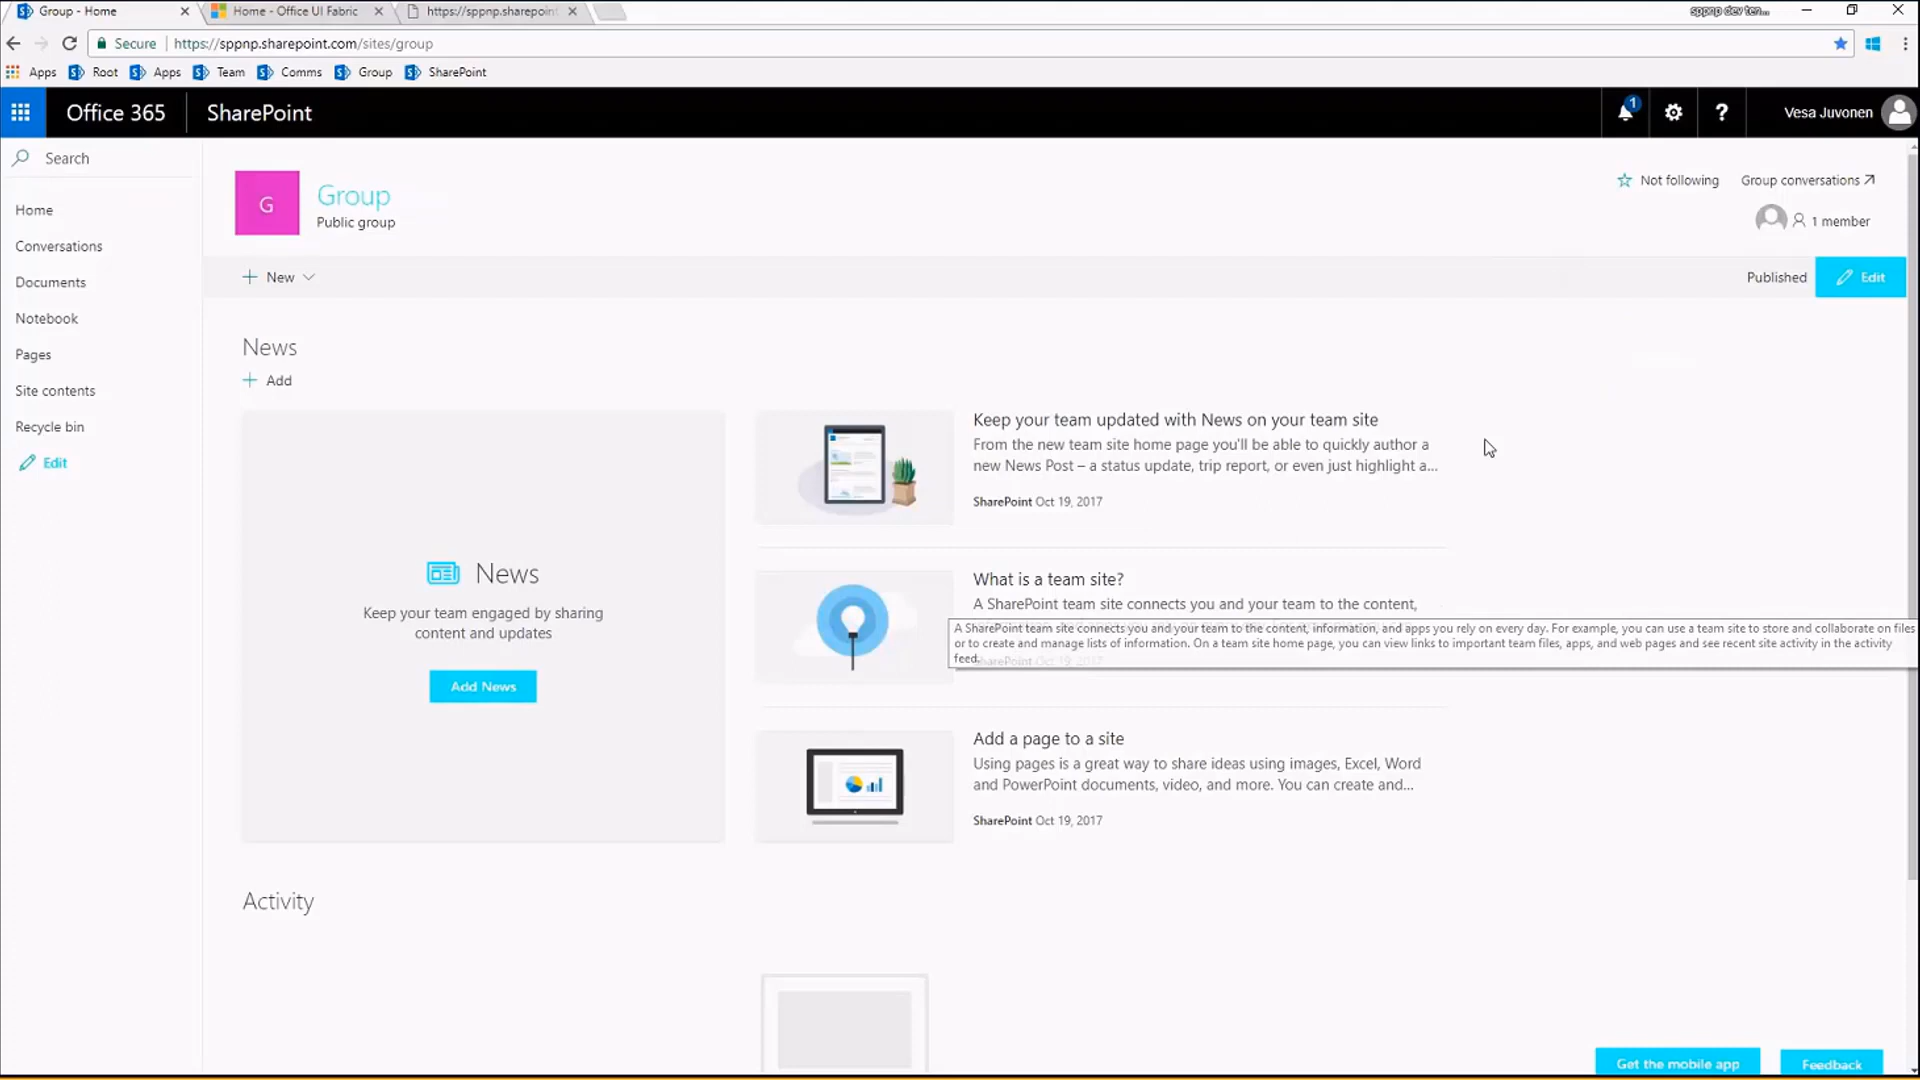 Group - Home
Home - Office UI Fabric
https://sppnp.sharepoint
sppnp dev ten...
Secure
https://sppnp.sharepoint.com/sites/group
Apps
Root
Apps
Team
Comms
Group
SharePoint
Office 365
SharePoint
1
?
Vesa Juvonen
Search
Home
Conversations
Documents
Notebook
Pages
Site contents
Recycle bin
Edit
G
Group
Public group
Not following
Group conversations
1 member
New
Published
Edit
News
Add
News
Keep your team engaged by sharing
content and updates
Add News
Keep your team updated with News on your team site
From the new team site home page you'll be able to quickly author a
new News Post – a status update, trip report, or even just highlight a...
SharePoint Oct 19, 2017
What is a team site?
A SharePoint team site connects you and your team to the content,
A SharePoint team site connects you and your team to the content, information, and apps you rely on every day. For example, you can use a team site to store and collaborate on files
or to create and manage lists of information. On a team site home page, you can view links to important team files, apps, and web pages and see recent site activity in the activity
feed.
SharePoint Oct 19, 2017
Add a page to a site
Using pages is a great way to share ideas using images, Excel, Word
and PowerPoint documents, video, and more. You can create and...
SharePoint Oct 19, 2017
Activity
Get the mobile app
Feedback